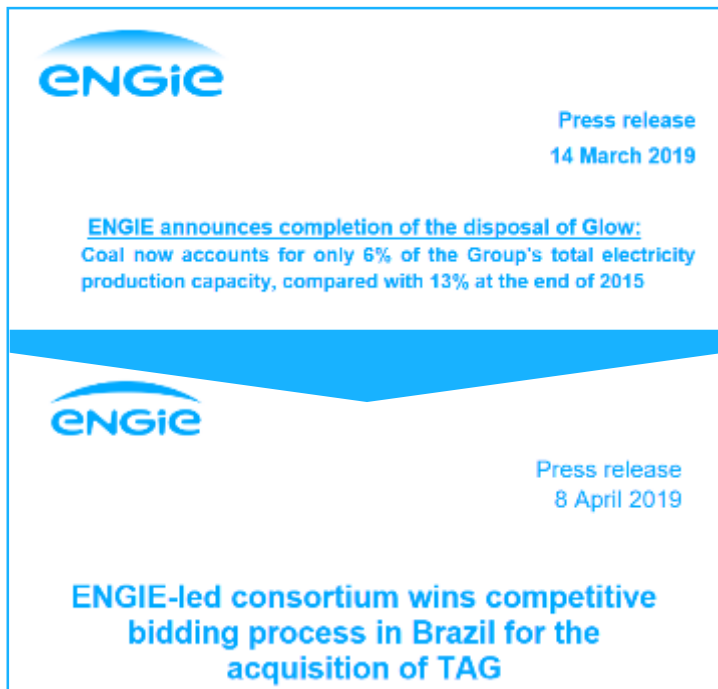 ENGIE
Press release
14 March 2019
ENGIE announces completion of the disposal of Glow:
Coal now accounts for only 6% of the Group's total electricity
production capacity, compared with 13% at the end of 2015
ENGIE
Press release
8 April 2019
ENGIE-led consortium wins competitive
bidding process in Brazil for the
acquisition of TAG